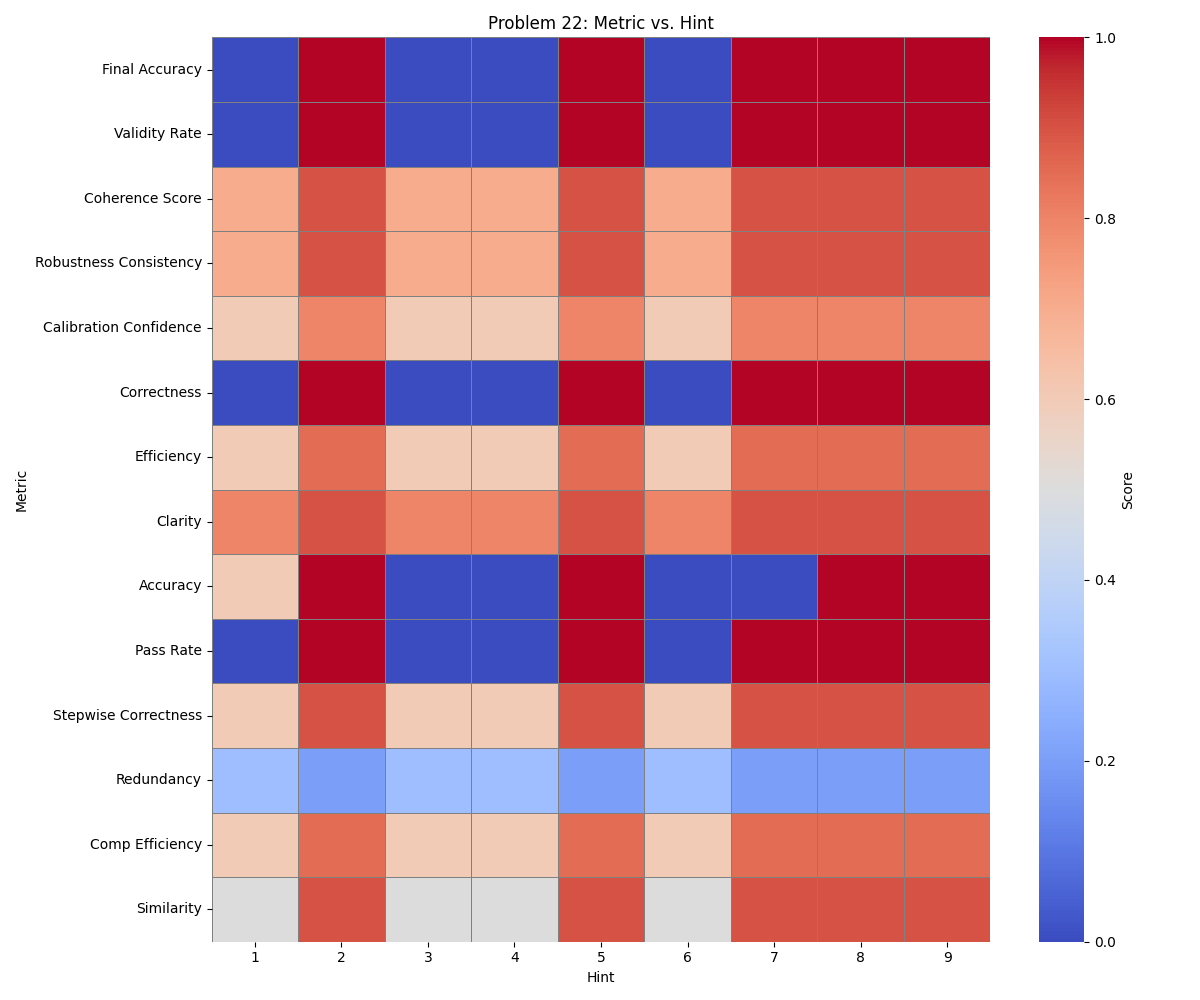 Problem 22: Metric vs. Hint
Final Accuracy
Validity Rate
Coherence Score
Robustness Consistency
Calibration Confidence
Correctness
Efficiency
Clarity
Accuracy
Pass Rate
Stepwise Correctness
Redundancy
Comp Efficiency
Similarity
Metric
1 2 3 4 5 6 7 8 9
Hint
1.0
0.8
0.6
0.4
0.2
0.0
Score